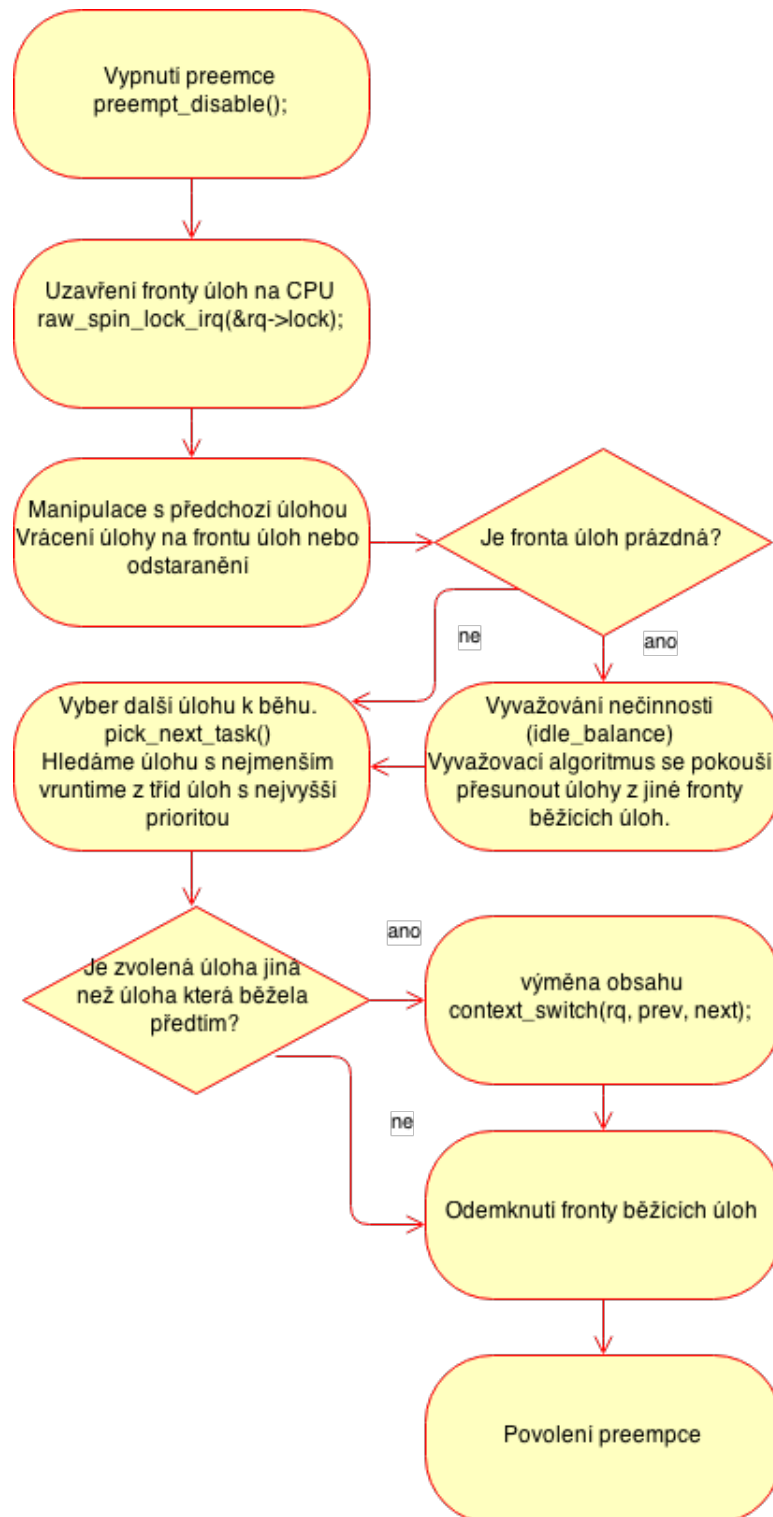 Vypnutí preemce
preempt_disable();
Uzavření fronty úloh na CPU
raw_spin_lock_irq(&rq->lock);
Manipulace s předchozí úlohou
Vrácení úlohy na frontu úloh nebo
odstaranění
Je fronta úloh prázdná?
ne
ano
Vyber další úlohu k běhu.
pick_next_task()
Hledáme úlohu s nejmenším
vruntime z tříd úloh s nejvyšší
prioritou
Vyvažování nečinnosti
(idle_balance)
Vyvažovací algoritmus se pokouší
přesunout úlohy z jiné fronty
běžících úloh.
Je zvolená úloha jiná
než úloha která běžela
předtím?
ano
výměna obsahu
context_switch(rq, prev, next);
ne
Odemknutí fronty běžících úloh
Povolení preempce